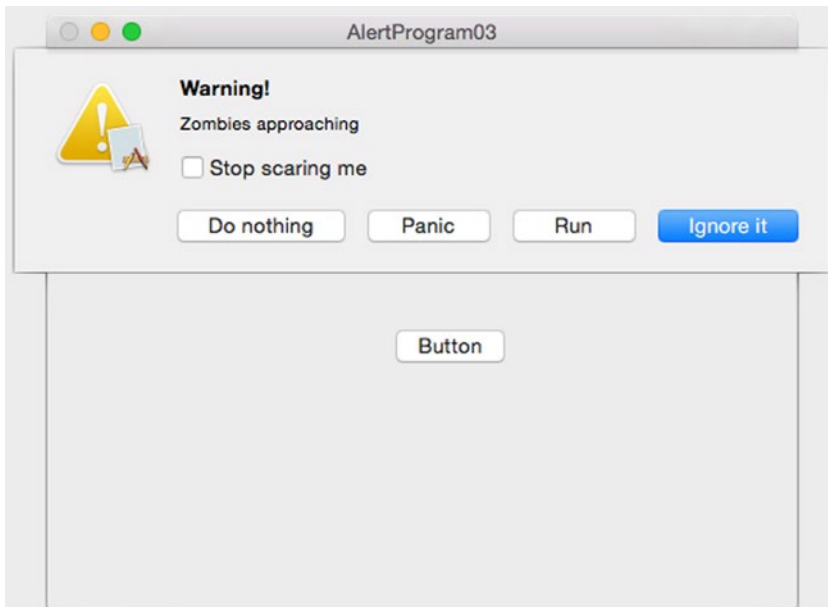 AlertProgram03
Warning!
Zombies approaching
Stop scaring me
Do nothing Panic Run Ignore it
Button